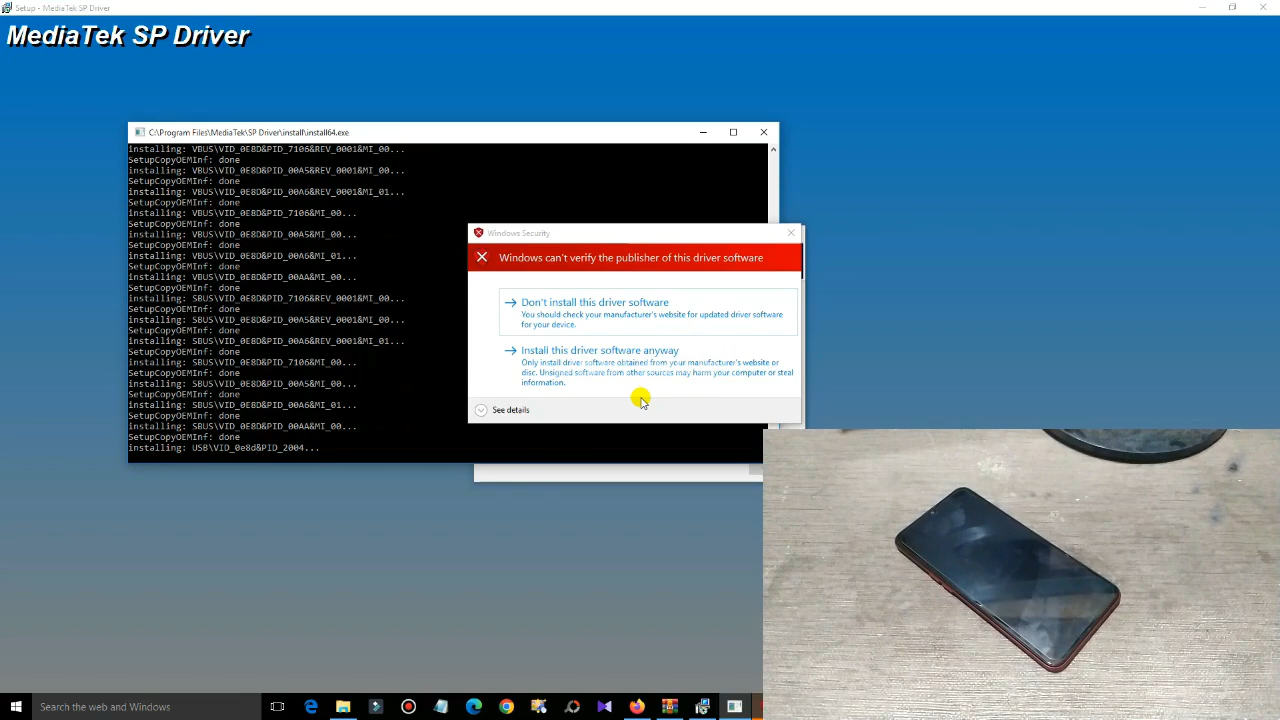 Setup - MediaTek SP Driver
MediaTek SP Driver
C:\Program Files\MediaTek\SP Driver\install\install64.exe
installing: VBUS\VID_0E8D&PID_7106&REV_0001&MI_00...
SetupCopyOEMInf: done
installing: VBUS\VID_0E8D&PID_00A5&REV_0001&MI_00...
SetupCopyOEMInf: done
installing: VBUS\VID_0E8D&PID_00A6&REV_0001&MI_01...
SetupCopyOEMInf: done
installing: VBUS\VID_0E8D&PID_7106&MI_00...
SetupCopyOEMInf: done
installing: VBUS\VID_0E8D&PID_00A5&MI_00...
SetupCopyOEMInf: done
installing: VBUS\VID_0E8D&PID_00A6&MI_01...
SetupCopyOEMInf: done
installing: VBUS\VID_0E8D&PID_00AA&MI_00...
SetupCopyOEMInf: done
installing: SBUS\VID_0E8D&PID_7106&REV_0001&MI_00...
SetupCopyOEMInf: done
installing: SBUS\VID_0E8D&PID_00A5&REV_0001&MI_00...
SetupCopyOEMInf: done
installing: SBUS\VID_0E8D&PID_00A6&REV_0001&MI_01...
SetupCopyOEMInf: done
installing: SBUS\VID_0E8D&PID_7106&MI_00...
SetupCopyOEMInf: done
installing: SBUS\VID_0E8D&PID_00A5&MI_00...
SetupCopyOEMInf: done
installing: SBUS\VID_0E8D&PID_00A6&MI_01...
SetupCopyOEMInf: done
installing: SBUS\VID_0E8D&PID_00AA&MI_00...
SetupCopyOEMInf: done
installing: USB\VID_0e8d&PID_2004...
Windows Security
Windows can't verify the publisher of this driver software
Don't install this driver software
You should check your manufacturer's website for updated driver software
for your device.
Install this driver software anyway
Only install driver software obtained from your manufacturer's website or
disc. Unsigned software from other sources may harm your computer or steal
information.
See details
Search the web and Windows